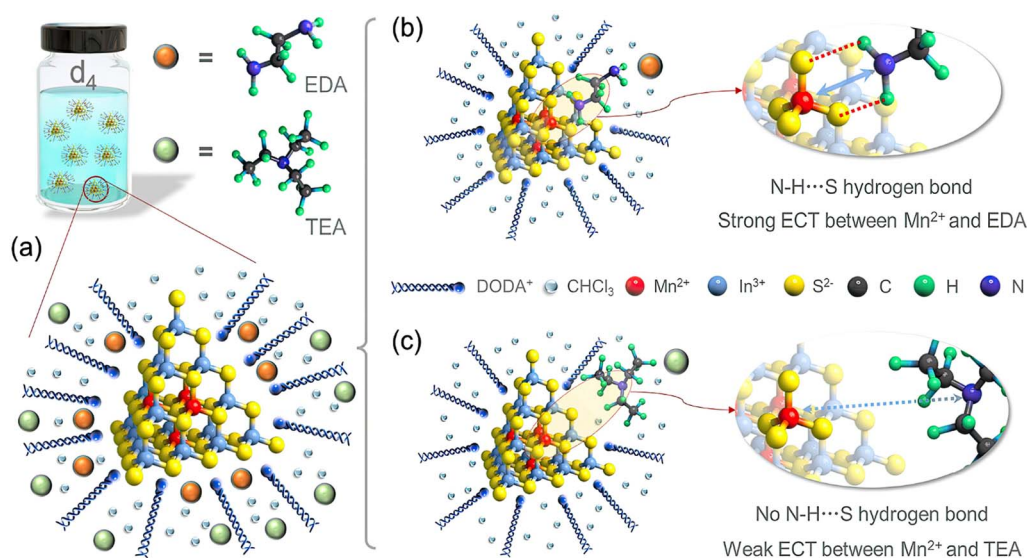 d4
=
EDA
=
TEA
(a)
(b)
N-H···S hydrogen bond
Strong ECT between Mn²⁺ and EDA
DODA⁺ CHCl₃ Mn²⁺ In³⁺ S²⁻ C H N
(c)
No N-H···S hydrogen bond
Weak ECT between Mn²⁺ and TEA